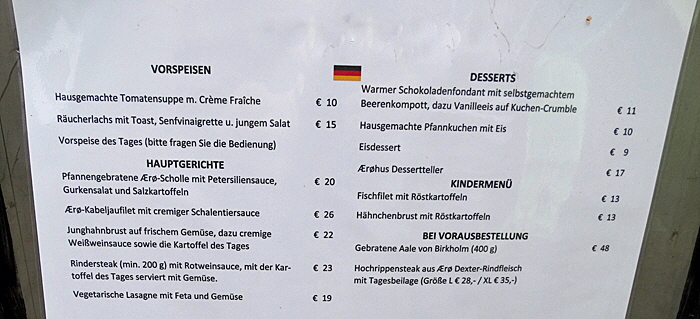 VORSPEISEN
Hausgemachte Tomatensuppe m. Crème Fraîche € 10
Räucherlachs mit Toast, Senfvinaigrette u. jungem Salat € 15
Vorspeise des Tages (bitte fragen Sie die Bedienung)
HAUPTGERICHTE
Pfannengebratene Ærø-Scholle mit Petersiliensauce,
Gurkensalat und Salzkartoffeln € 20
Ærø-Kabeljaufilet mit cremiger Schalentiersauce € 26
Junghahnbrust auf frischem Gemüse, dazu cremige € 22
Weißweinsauce sowie die Kartoffel des Tages
Rindersteak (min. 200 g) mit Rotweinsauce, mit der Kar- € 23
toffel des Tages serviert mit Gemüse.
Vegetarische Lasagne mit Feta und Gemüse € 19
DESSERTS
Warmer Schokoladenfondant mit selbstgemachtem
Beerenkompott, dazu Vanilleeis auf Kuchen-Crumble € 11
Hausgemachte Pfannkuchen mit Eis € 10
Eisdessert € 9
Ærøhus Dessertteller € 17
KINDERMENÜ
Fischfilet mit Röstkartoffeln € 13
Hähnchenbrust mit Röstkartoffeln € 13
BEI VORAUSBESTELLUNG
Gebratene Aale von Birkholm (400 g) € 48
Hochrippensteak aus Ærø Dexter-Rindfleisch
mit Tagesbeilage (Größe L € 28,- / XL € 35,-)